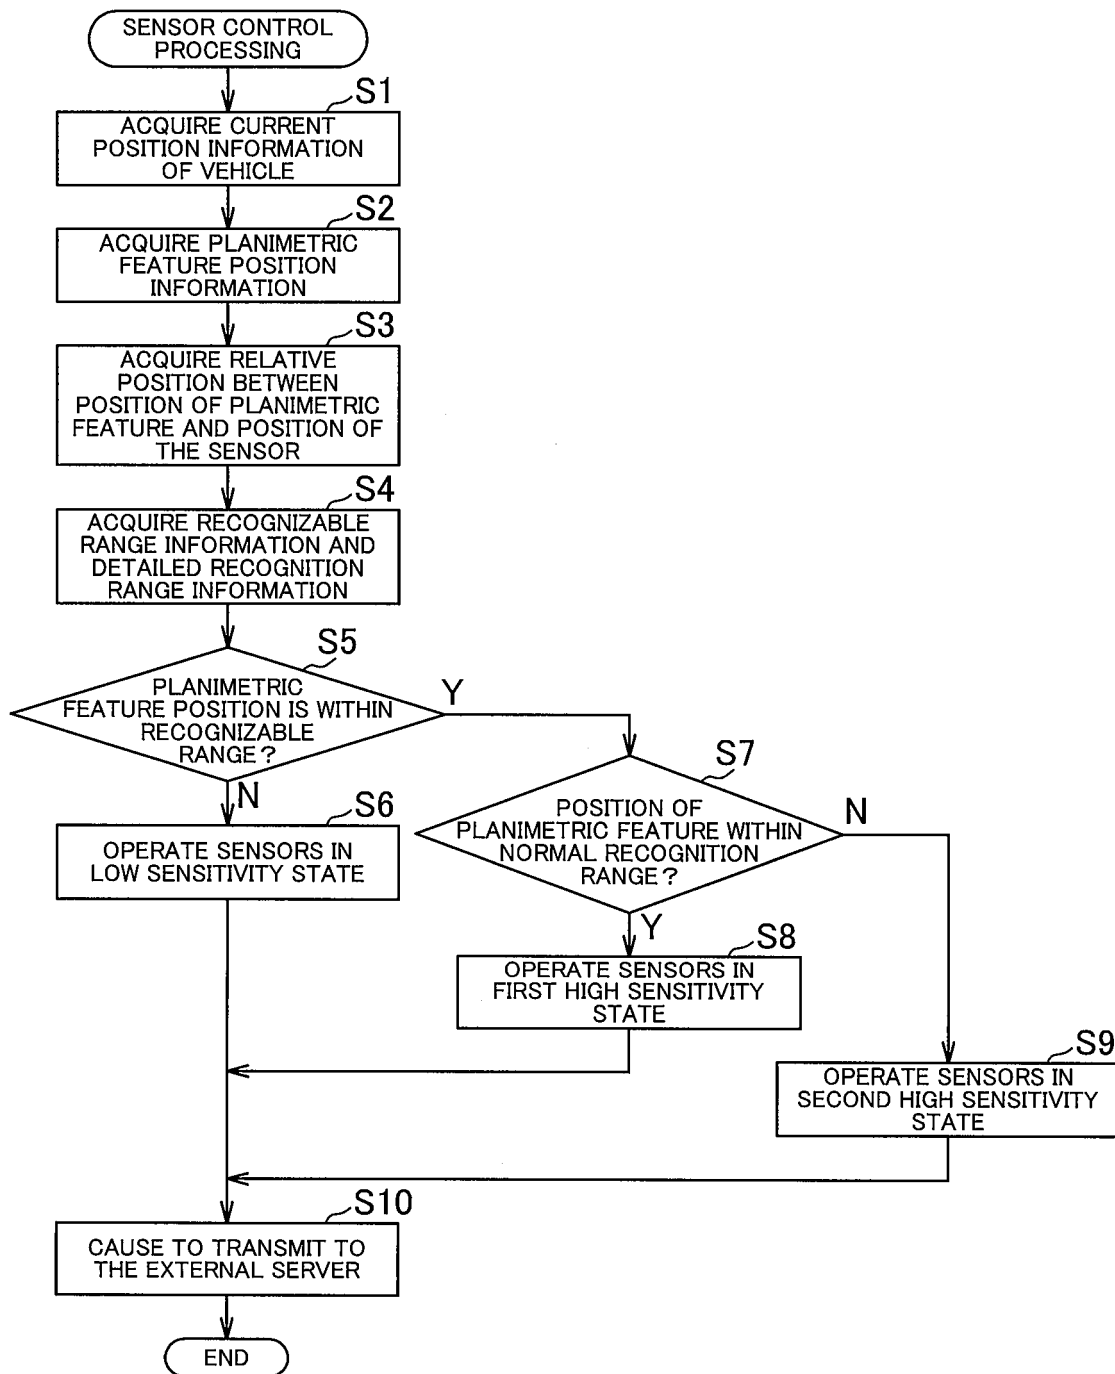 SENSOR CONTROL
PROCESSING
S1
ACQUIRE CURRENT
POSITION INFORMATION
OF VEHICLE
S2
ACQUIRE PLANIMETRIC
FEATURE POSITION
INFORMATION
S3
ACQUIRE RELATIVE
POSITION BETWEEN
POSITION OF PLANIMETRIC
FEATURE AND POSITION OF
THE SENSOR
S4
ACQUIRE RECOGNIZABLE
RANGE INFORMATION AND
DETAILED RECOGNITION
RANGE INFORMATION
S5
PLANIMETRIC
FEATURE POSITION IS WITHIN
RECOGNIZABLE
RANGE?
Y
N
S6
OPERATE SENSORS IN
LOW SENSITIVITY STATE
S7
POSITION OF
PLANIMETRIC FEATURE WITHIN
NORMAL RECOGNITION
RANGE?
N
Y
S8
OPERATE SENSORS IN
FIRST HIGH SENSITIVITY
STATE
S9
OPERATE SENSORS IN
SECOND HIGH SENSITIVITY
STATE
S10
CAUSE TO TRANSMIT TO
THE EXTERNAL SERVER
END